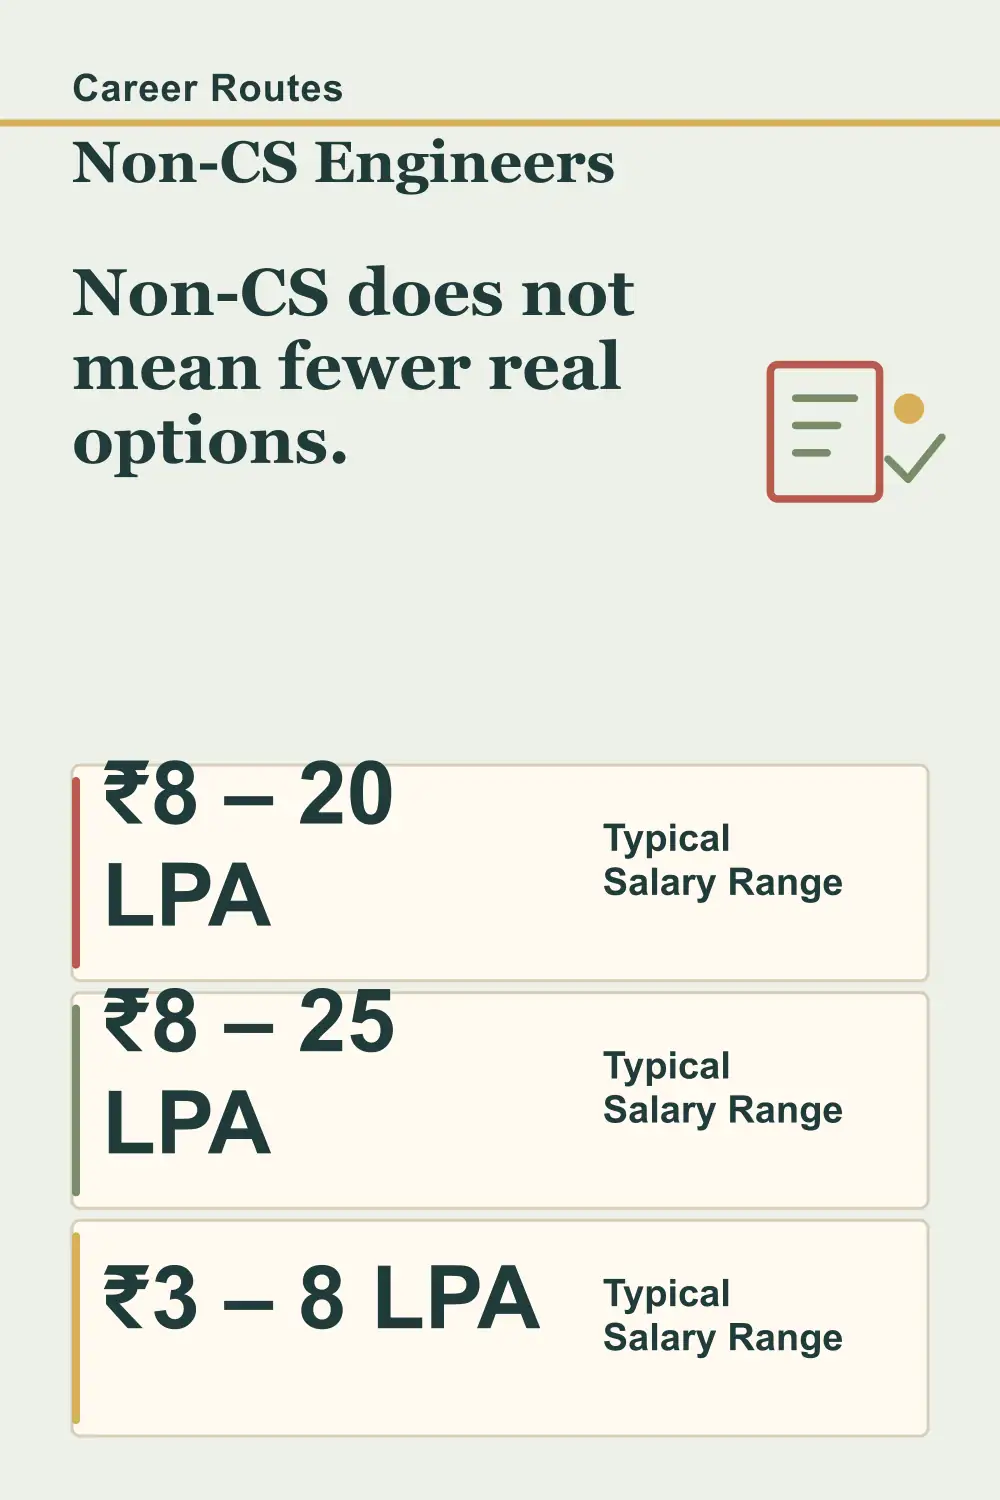 Career Routes
Non-CS Engineers
Non-CS does not
mean fewer real
options.
₹8 – 20
LPA
Typical
Salary Range
₹8 – 25
LPA
Typical
Salary Range
₹3 – 8 LPA
Typical
Salary Range